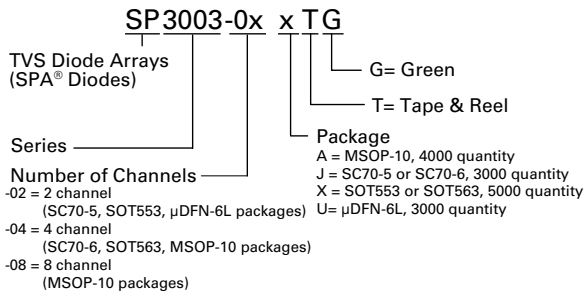 SP3003-0x x T G
TVS Diode Arrays
(SPA® Diodes)
G= Green
T= Tape & Reel
Series
Package
A = MSOP-10, 4000 quantity
J = SC70-5 or SC70-6, 3000 quantity
X = SOT553 or SOT563, 5000 quantity
U= µDFN-6L, 3000 quantity
Number of Channels
-02 = 2 channel
(SC70-5, SOT553, µDFN-6L packages)
-04 = 4 channel
(SC70-6, SOT563, MSOP-10 packages)
-08 = 8 channel
(MSOP-10 packages)